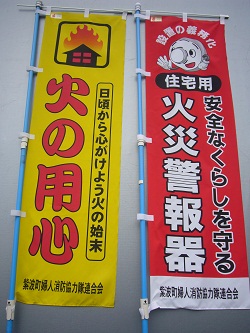 火の用心
日頃から心がけよう火の始末
紫波町婦人消防協力隊連合会
設置の義務化
住宅用
火災警報器
安全なくらしを守る
紫波町婦人消防協力隊連合会